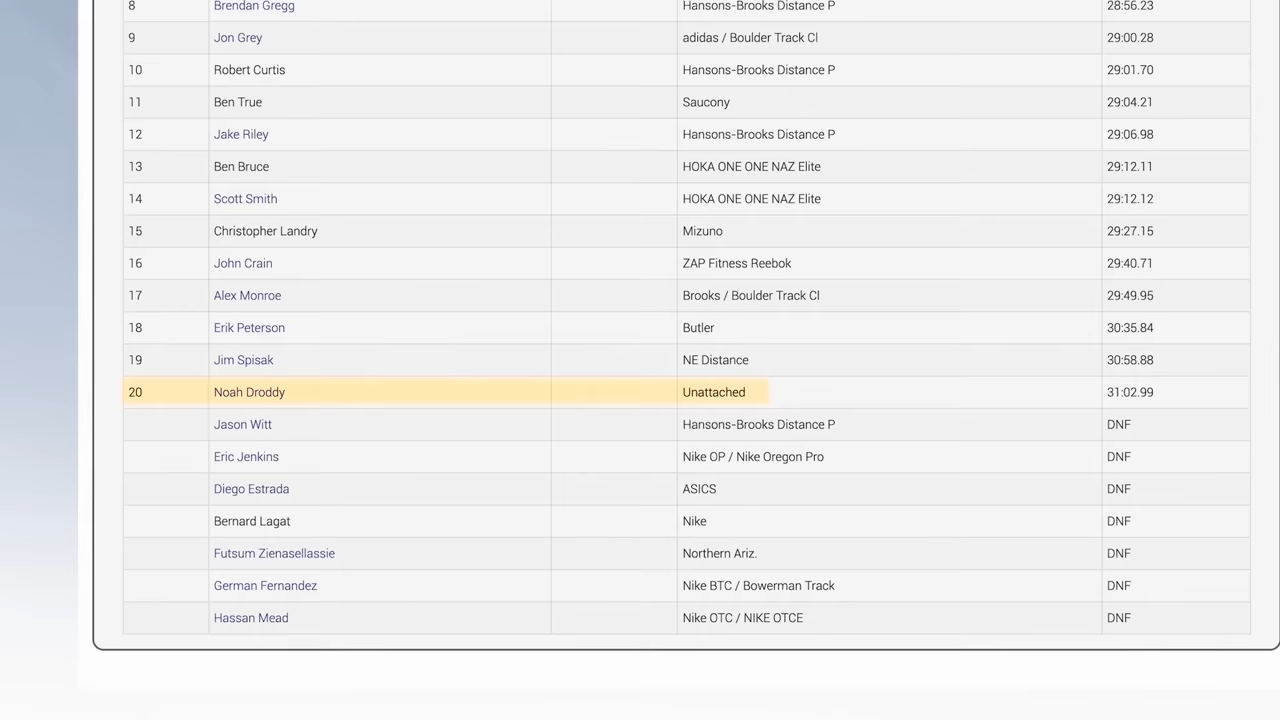 8 Brendan Gregg Hansons-Brooks Distance P 28:56.23
9 Jon Grey adidas / Boulder Track Cl 29:00.28
10 Robert Curtis Hansons-Brooks Distance P 29:01.70
11 Ben True Saucony 29:04.21
12 Jake Riley Hansons-Brooks Distance P 29:06.98
13 Ben Bruce HOKA ONE ONE NAZ Elite 29:12.11
14 Scott Smith HOKA ONE ONE NAZ Elite 29:12.12
15 Christopher Landry Mizuno 29:27.15
16 John Crain ZAP Fitness Reebok 29:40.71
17 Alex Monroe Brooks / Boulder Track Cl 29:49.95
18 Erik Peterson Butler 30:35.84
19 Jim Spisak NE Distance 30:58.88
20 Noah Droddy Unattached 31:02.99
Jason Witt Hansons-Brooks Distance P DNF
Eric Jenkins Nike OP / Nike Oregon Pro DNF
Diego Estrada ASICS DNF
Bernard Lagat Nike DNF
Futsum Zienasellassie Northern Ariz. DNF
German Fernandez Nike BTC / Bowerman Track DNF
Hassan Mead Nike OTC / NIKE OTCE DNF